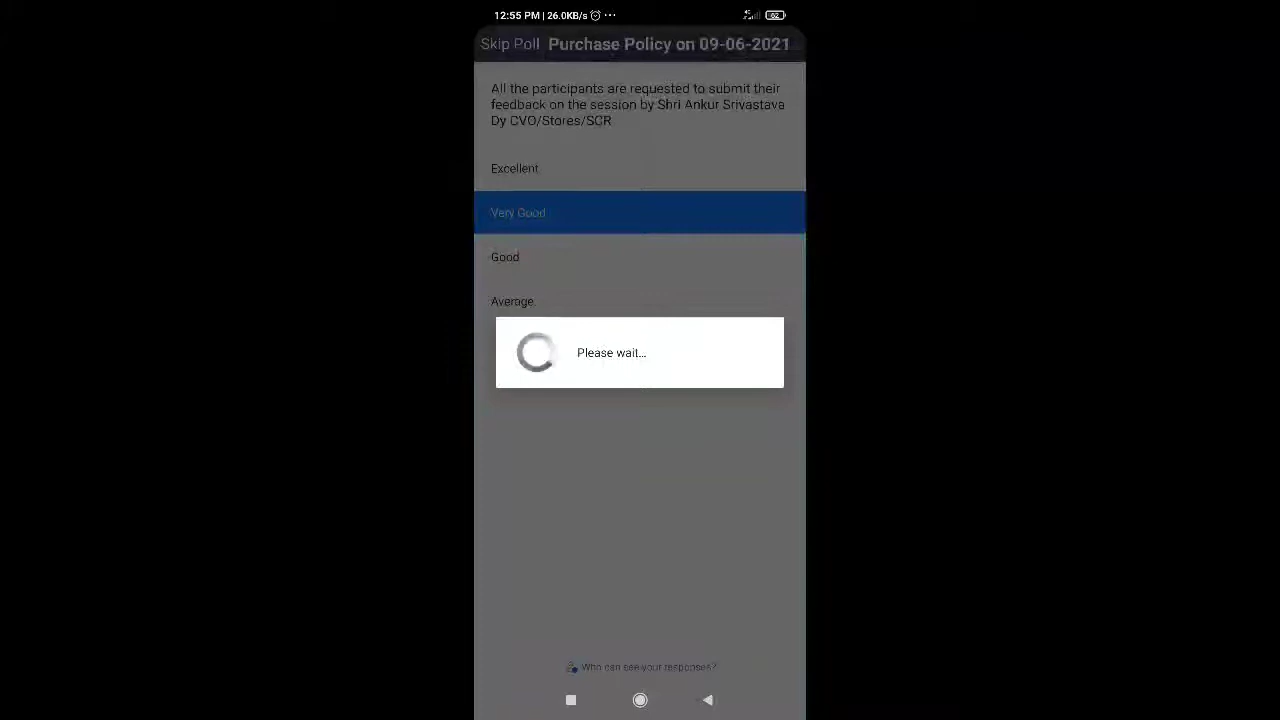 12:55 PM | 26.0KB/s ...
4G 62
Skip Poll Purchase Policy on 09-06-2021
All the participants are requested to submit their
feedback on the session by Shri Ankur Srivastava
Dy CVO/Stores/SCR
Excellent
Very Good
Good
Average
Please wait...
Who can see your responses?